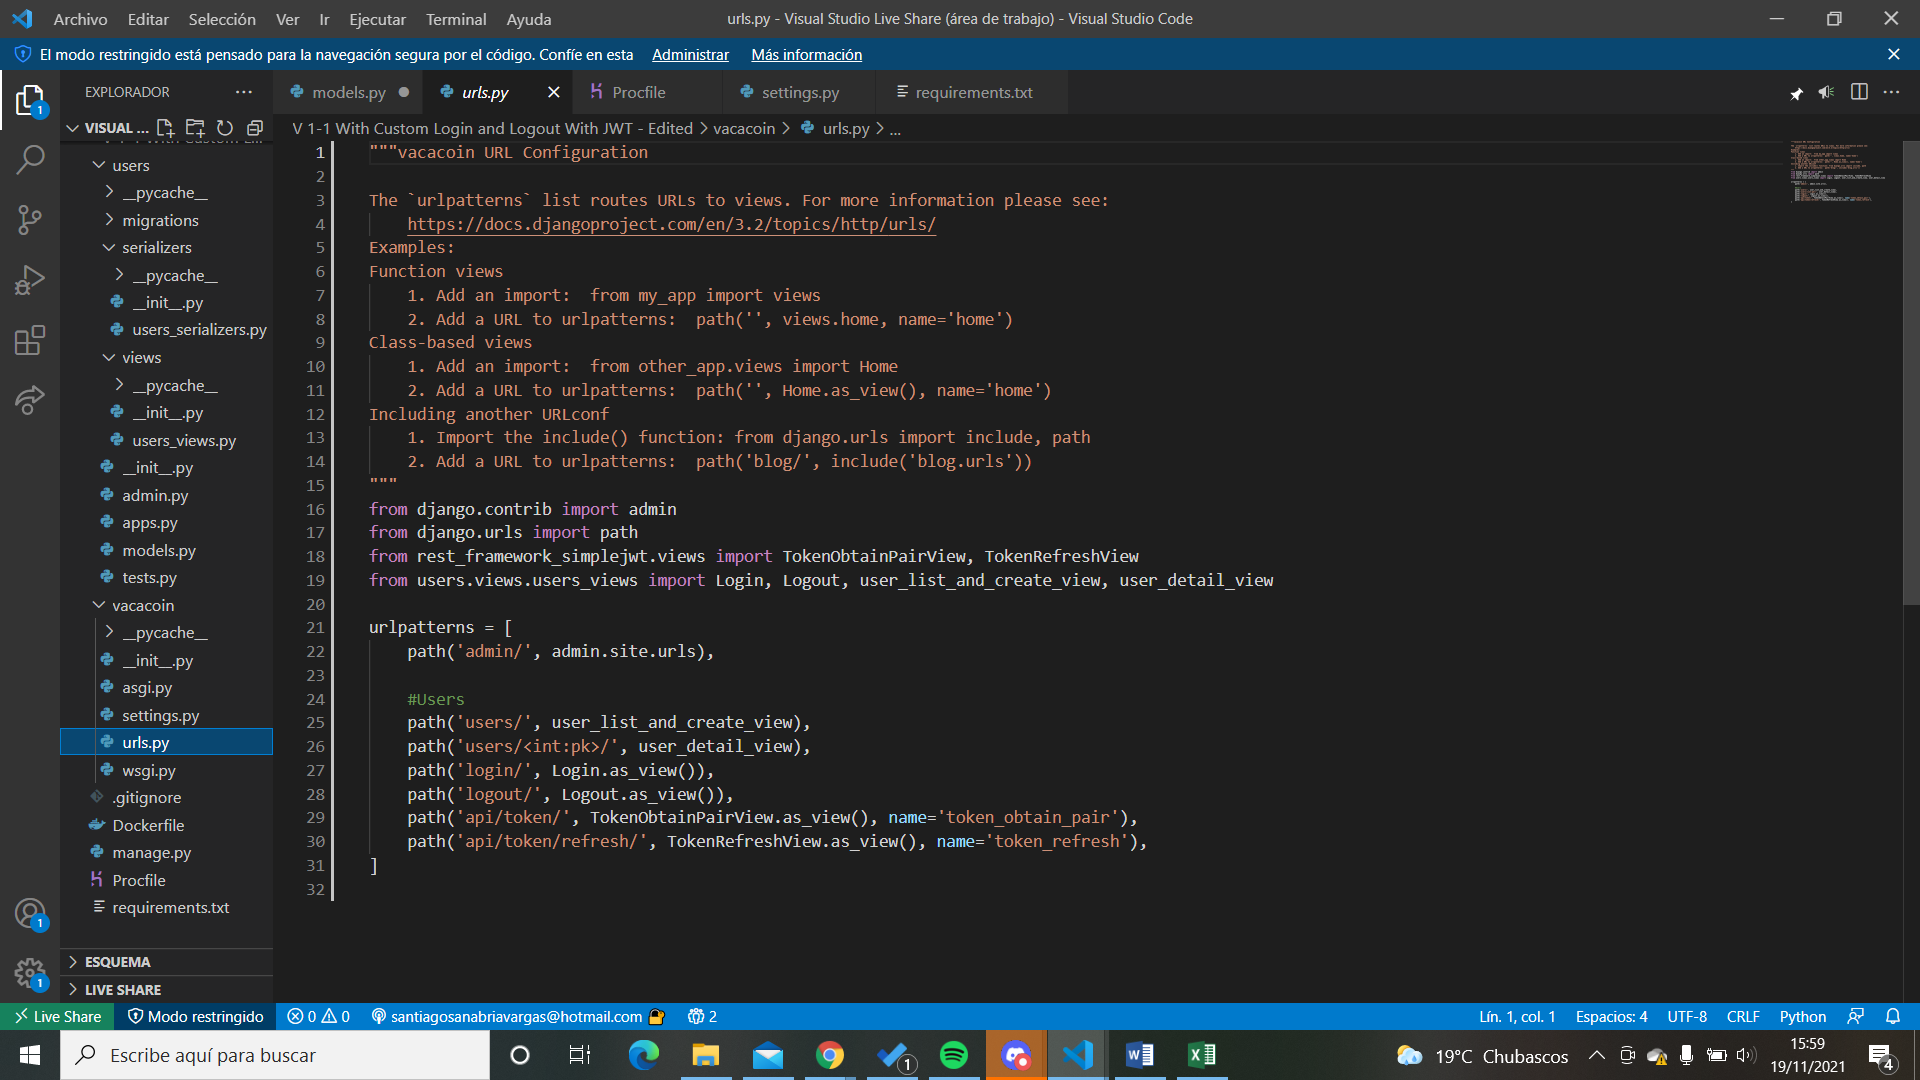 Archivo Editar Selección Ver Ir Ejecutar Terminal Ayuda
urls.py - Visual Studio Live Share (área de trabajo) - Visual Studio Code
El modo restringido está pensado para la navegación segura por el código. Confíe en esta Administrar Más información
EXPLORADOR
models.py urls.py Procfile settings.py requirements.txt
VISUAL ...
V 1-1 With Custom Login and Logout With JWT - Edited > vacacoin > urls.py > ...
users
__pycache__
migrations
serializers
__pycache__
__init__.py
users_serializers.py
views
__pycache__
__init__.py
users_views.py
__init__.py
admin.py
apps.py
models.py
tests.py
vacacoin
__pycache__
__init__.py
asgi.py
settings.py
urls.py
wsgi.py
.gitignore
Dockerfile
manage.py
Procfile
requirements.txt
ESQUEMA
LIVE SHARE
1 """vacacoin URL Configuration
2
3 The `urlpatterns` list routes URLs to views. For more information please see:
4     https://docs.djangoproject.com/en/3.2/topics/http/urls/
5 Examples:
6 Function views
7     1. Add an import:  from my_app import views
8     2. Add a URL to urlpatterns:  path('', views.home, name='home')
9 Class-based views
10     1. Add an import:  from other_app.views import Home
11     2. Add a URL to urlpatterns:  path('', Home.as_view(), name='home')
12 Including another URLconf
13     1. Import the include() function: from django.urls import include, path
14     2. Add a URL to urlpatterns:  path('blog/', include('blog.urls'))
15 """
16 from django.contrib import admin
17 from django.urls import path
18 from rest_framework_simplejwt.views import TokenObtainPairView, TokenRefreshView
19 from users.views.users_views import Login, Logout, user_list_and_create_view, user_detail_view
20
21 urlpatterns = [
22     path('admin/', admin.site.urls),
23
24     #Users
25     path('users/', user_list_and_create_view),
26     path('users/<int:pk>/', user_detail_view),
27     path('login/', Login.as_view()),
28     path('logout/', Logout.as_view()),
29     path('api/token/', TokenObtainPairView.as_view(), name='token_obtain_pair'),
30     path('api/token/refresh/', TokenRefreshView.as_view(), name='token_refresh'),
31 ]
32
1
1
1
Live Share Modo restringido 0 0 santiagosanabriavargas@hotmail.com 2 Lín. 1, col. 1 Espacios: 4 UTF-8 CRLF Python
Escribe aquí para buscar
1
19°C Chubascos
15:59
19/11/2021
4